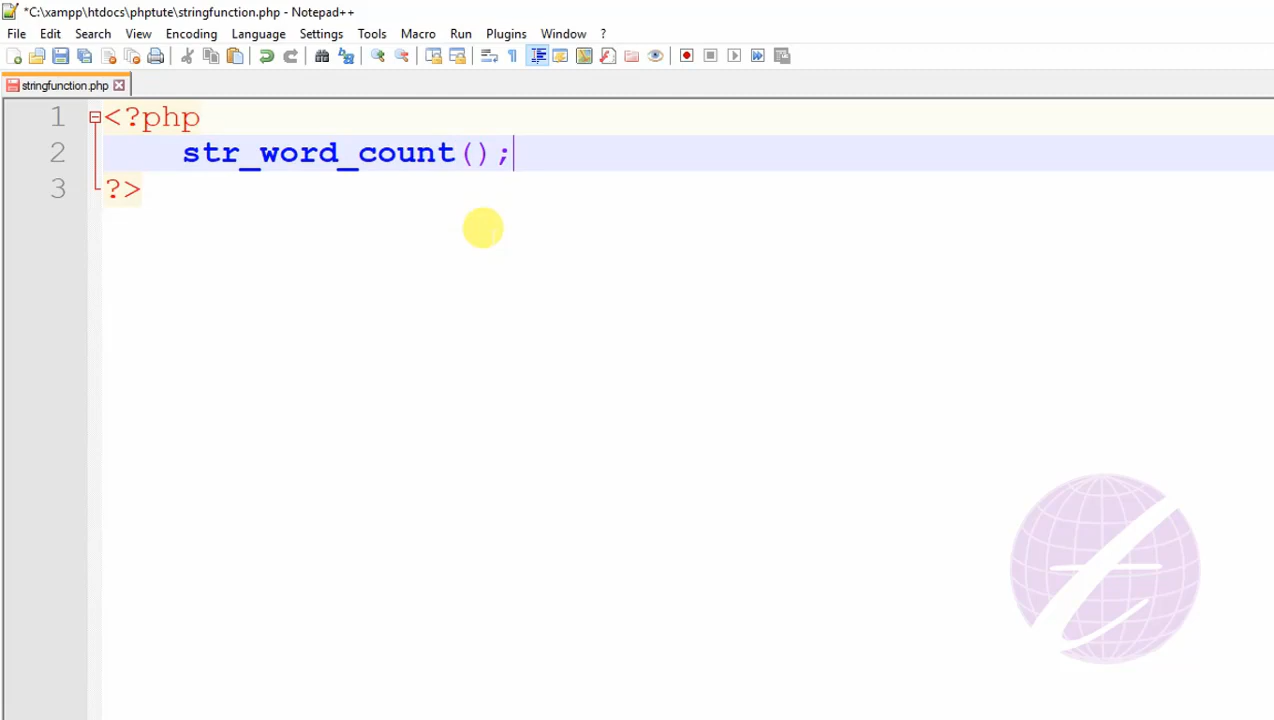 *C:\xampp\htdocs\phptute\stringfunction.php - Notepad++
File Edit Search View Encoding Language Settings Tools Macro Run Plugins Window ?
stringfunction.php
1 <?php
2 str_word_count();
3 ?>